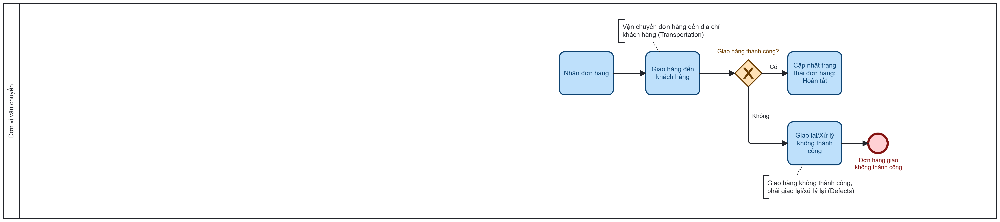 Đơn vị vận chuyển
Vận chuyển đơn hàng đến địa chỉ
khách hàng (Transportation)
Nhận đơn hàng
Giao hàng đến
khách hàng
Giao hàng thành công?
Có
Cập nhật trạng
thái đơn hàng:
Hoàn tất
Không
Giao lại/Xử lý
không thành
công
Đơn hàng giao
không thành công
Giao hàng không thành công,
phải giao lại/xử lý lại (Defects)